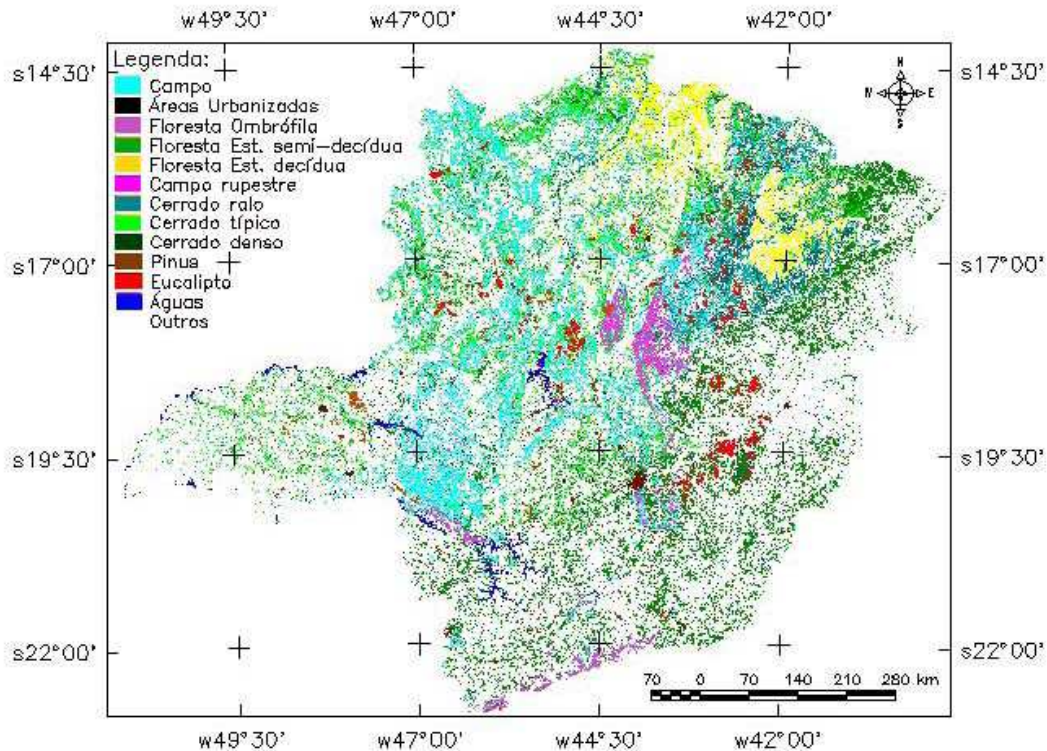 w49°30' w47°00' w44°30' w42°00'
s14°30' s14°30'
Legenda:
Campo
Áreas Urbanizadas
Floresta Ombrófila
Floresta Est. semi-decídua
Floresta Est. decídua
Campo rupestre
Cerrado ralo
Cerrado típico
Cerrado denso
Pinus
Eucalipto
Águas
Outros
N
W E
S
s17°00' s17°00'
s19°30' s19°30'
s22°00' s22°00'
70 0 70 140 210 280 km
w49°30' w47°00' w44°30' w42°00'